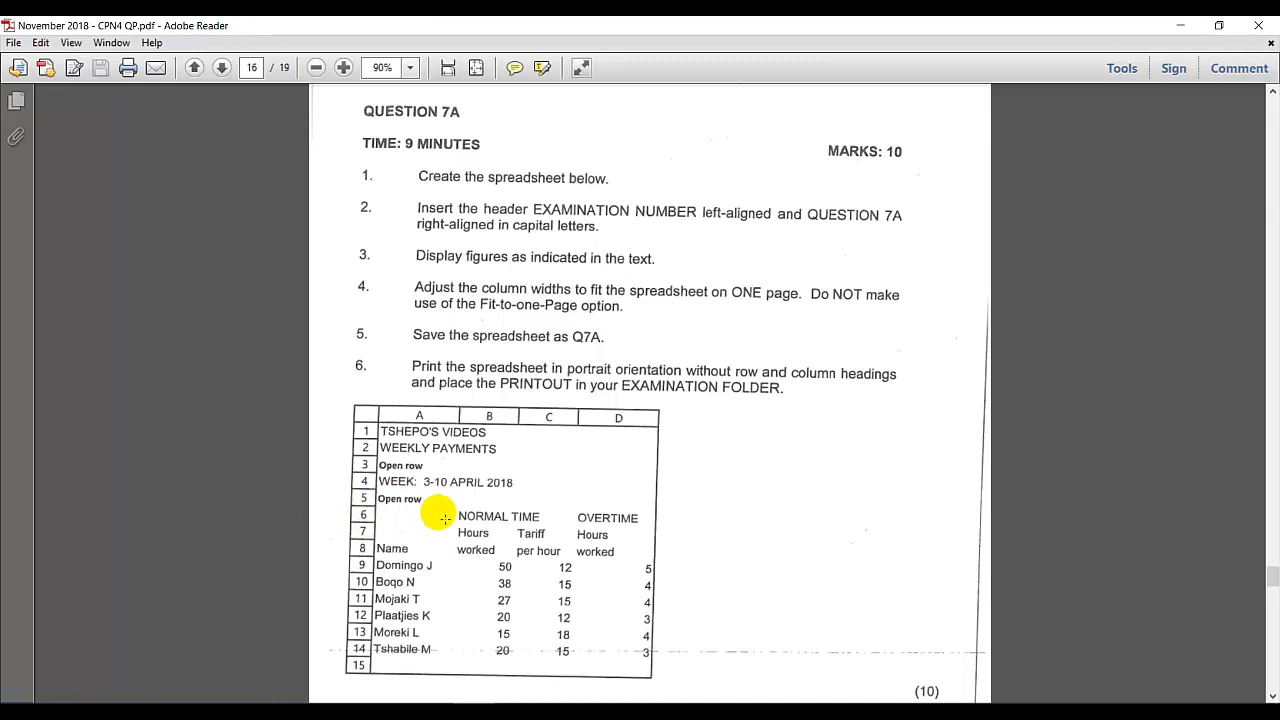 November 2018 - CPN4 QP.pdf - Adobe Reader
File Edit View Window Help
16 / 19 90% Tools Sign Comment
QUESTION 7A
TIME: 9 MINUTES MARKS: 10
1. Create the spreadsheet below.
2. Insert the header EXAMINATION NUMBER left-aligned and QUESTION 7A
right-aligned in capital letters.
3. Display figures as indicated in the text.
4. Adjust the column widths to fit the spreadsheet on ONE page. Do NOT make
use of the Fit-to-one-Page option.
5. Save the spreadsheet as Q7A.
6. Print the spreadsheet in portrait orientation without row and column headings
and place the PRINTOUT in your EXAMINATION FOLDER.
A B C D
1 TSHEPO'S VIDEOS
2 WEEKLY PAYMENTS
3 Open row
4 WEEK: 3-10 APRIL 2018
5 Open row
6 NORMAL TIME OVERTIME
7 Hours Tariff Hours
8 Name worked per hour worked
9 Domingo J 50 12 5
10 Boqo N 38 15 4
11 Mojaki T 27 15 4
12 Plaatjies K 20 12 3
13 Moreki L 15 18 4
14 Tshabile M 20 15 3
15
(10)